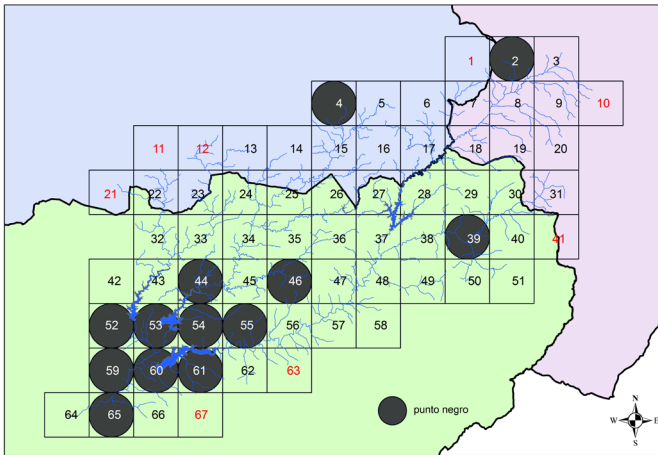 1 2 3
4 5 6 7 8 9 10
11 12 13 14 15 16 17 18 19 20
21 22 23 24 25 26 27 28 29 30 31
32 33 34 35 36 37 38 39 40 41
42 43 44 45 46 47 48 49 50 51
52 53 54 55 56 57 58
59 60 61 62 63
64 65 66 67
punto negro
N
W E
S